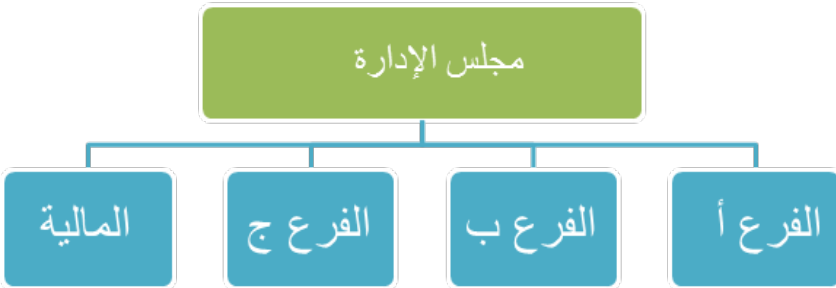 مجلس الإدارة
الفرع أ
الفرع ب
الفرع ج
المالية